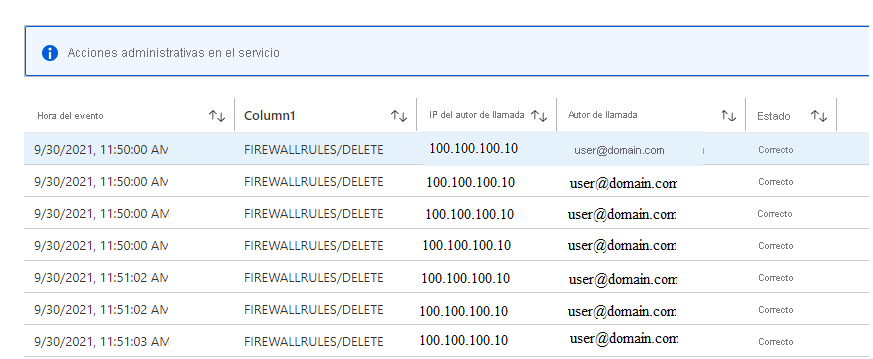 Acciones administrativas en el servicio
Hora del evento Column1 IP del autor de llamada Autor de llamada Estado
9/30/2021, 11:50:00 AM FIREWALLRULES/DELETE 100.100.100.10 user@domain.com Correcto
9/30/2021, 11:50:00 AM FIREWALLRULES/DELETE 100.100.100.10 user@domain.com Correcto
9/30/2021, 11:50:00 AM FIREWALLRULES/DELETE 100.100.100.10 user@domain.com Correcto
9/30/2021, 11:50:00 AM FIREWALLRULES/DELETE 100.100.100.10 user@domain.com Correcto
9/30/2021, 11:51:02 AM FIREWALLRULES/DELETE 100.100.100.10 user@domain.com Correcto
9/30/2021, 11:51:02 AM FIREWALLRULES/DELETE 100.100.100.10 user@domain.com Correcto
9/30/2021, 11:51:03 AM FIREWALLRULES/DELETE 100.100.100.10 user@domain.com Correcto